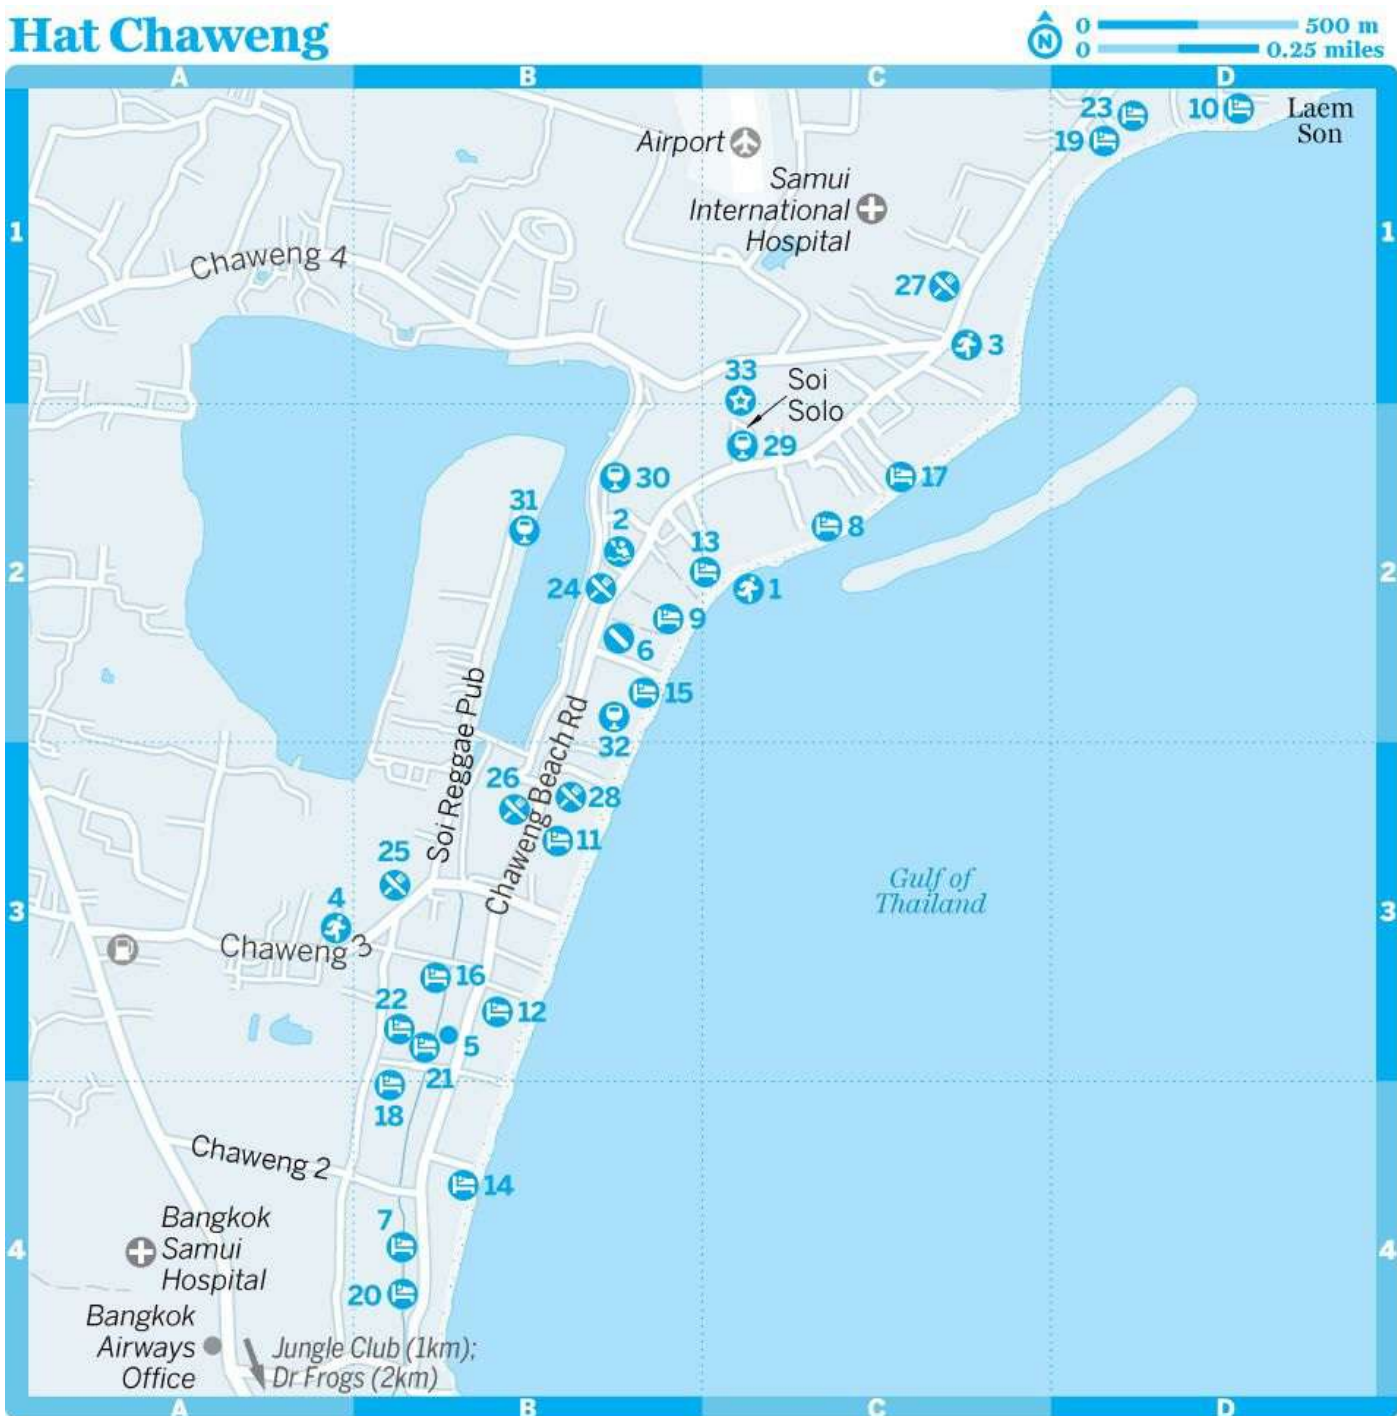 Hat Chaweng
N
0 500 m
0 0.25 miles
A B C D
23
10
Laem
Son
19
Airport
Samui
International
Hospital
1 1
Chaweng 4
27
3
33
Soi
Solo
29
30
17
31
2
8
13
2 2
24
1
9
6
15
Soi Reggae Pub
Chaweng Beach Rd
32
26
28
11
25
Gulf of
Thailand
4
3 3
Chaweng 3
16
22
12
5
21
18
Chaweng 2
14
7
Bangkok
Samui
Hospital
4 4
20
Bangkok
Airways
Office
Jungle Club (1km);
Dr Frogs (2km)
A B C D